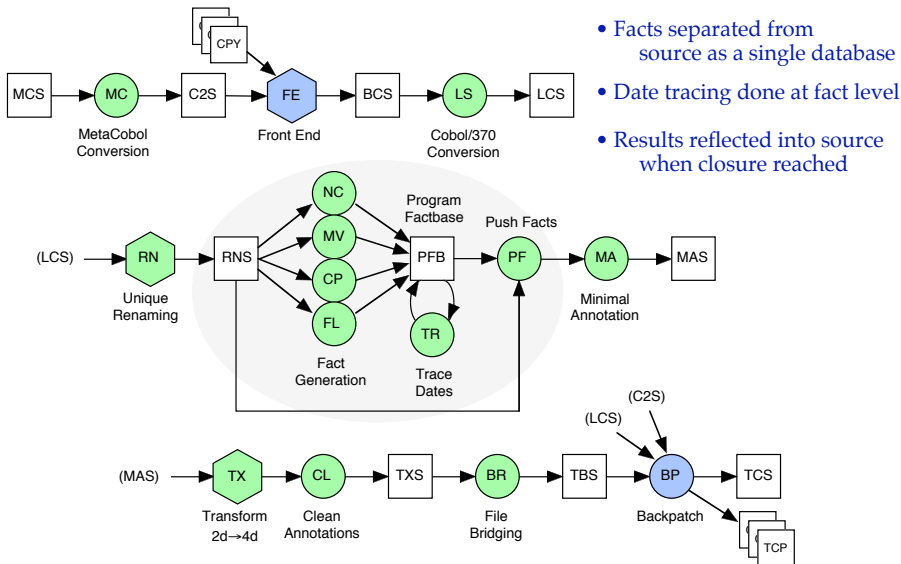 CPY
MCS
MC
C2S
FE
BCS
LS
LCS
MetaCobol
Conversion
Front End
Cobol/370
Conversion
• Facts separated from
source as a single database
• Date tracing done at fact level
• Results reflected into source
when closure reached
(LCS)
RN
RNS
NC
MV
CP
FL
Program
Factbase
PFB
Push Facts
PF
MA
MAS
Unique
Renaming
Fact
Generation
TR
Trace
Dates
Minimal
Annotation
(C2S)
(LCS)
(MAS)
TX
CL
TXS
BR
TBS
BP
TCS
Transform
2d→4d
Clean
Annotations
File
Bridging
Backpatch
TCP